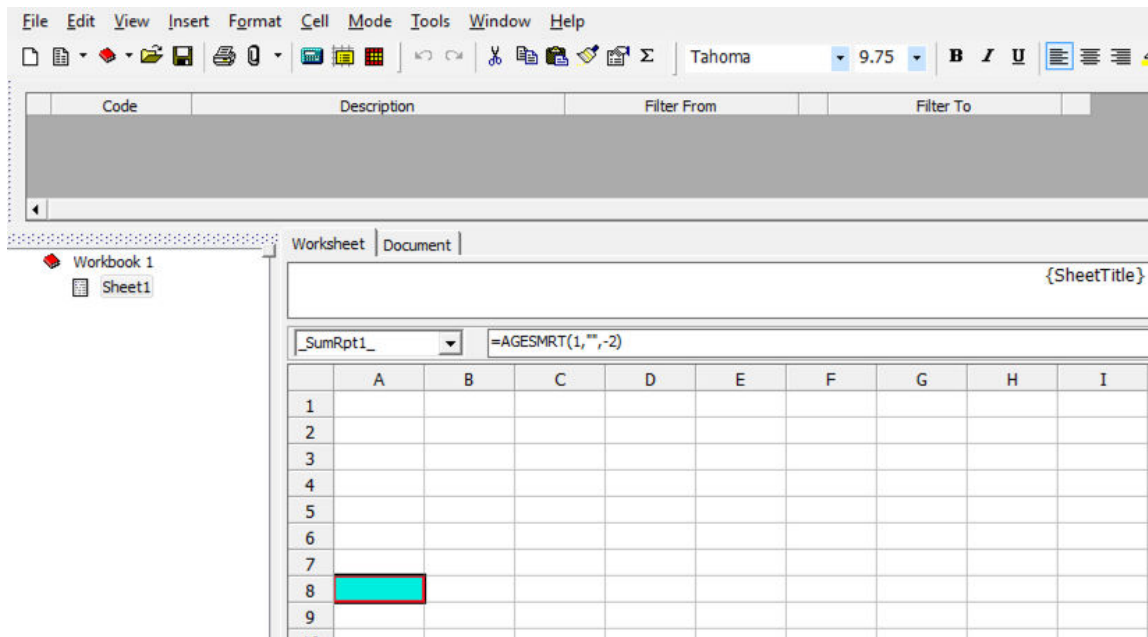 File Edit View Insert Format Cell Mode Tools Window Help
Σ Tahoma 9.75 B I U
Code Description Filter From Filter To
Worksheet Document
Workbook 1
Sheet1
{SheetTitle}
_SumRpt1_ =AGESMRT(1,"",-2)
A B C D E F G H I
1
2
3
4
5
6
7
8
9